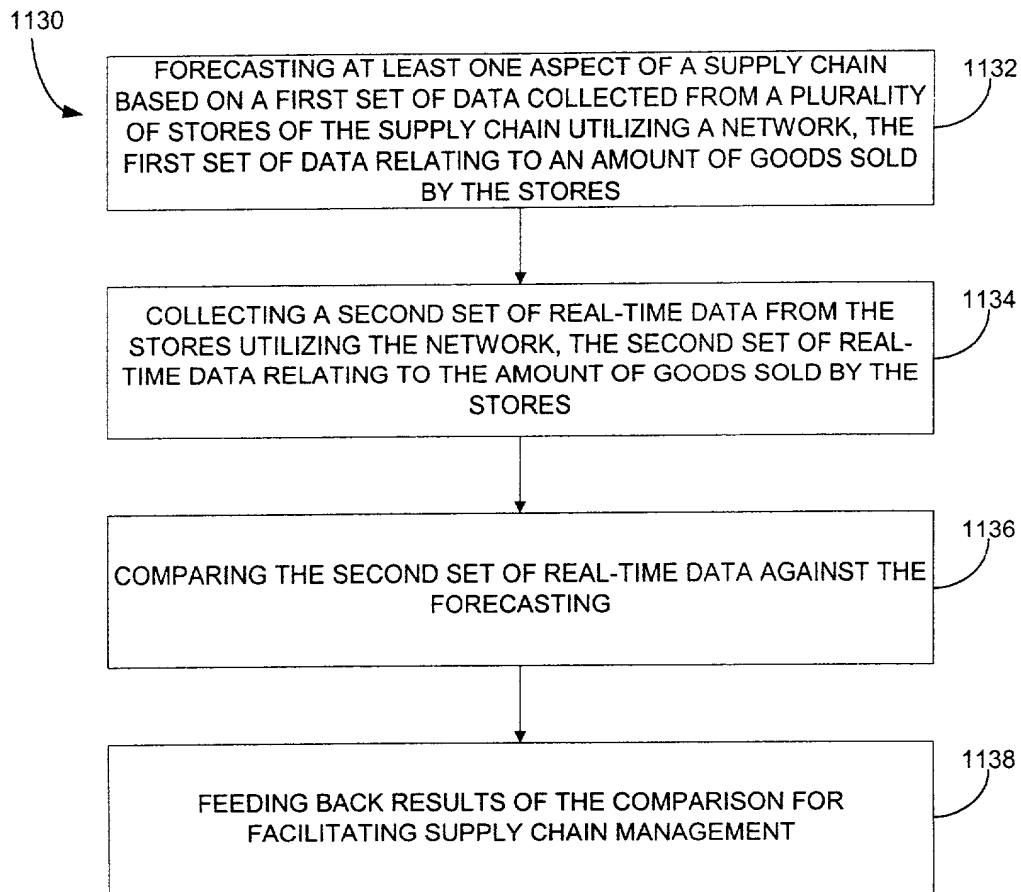 1130
FORECASTING AT LEAST ONE ASPECT OF A SUPPLY CHAIN
BASED ON A FIRST SET OF DATA COLLECTED FROM A PLURALITY
OF STORES OF THE SUPPLY CHAIN UTILIZING A NETWORK, THE
FIRST SET OF DATA RELATING TO AN AMOUNT OF GOODS SOLD
BY THE STORES
1132
COLLECTING A SECOND SET OF REAL-TIME DATA FROM THE
STORES UTILIZING THE NETWORK, THE SECOND SET OF REAL-
TIME DATA RELATING TO THE AMOUNT OF GOODS SOLD BY THE
STORES
1134
COMPARING THE SECOND SET OF REAL-TIME DATA AGAINST THE
FORECASTING
1136
FEEDING BACK RESULTS OF THE COMPARISON FOR
FACILITATING SUPPLY CHAIN MANAGEMENT
1138